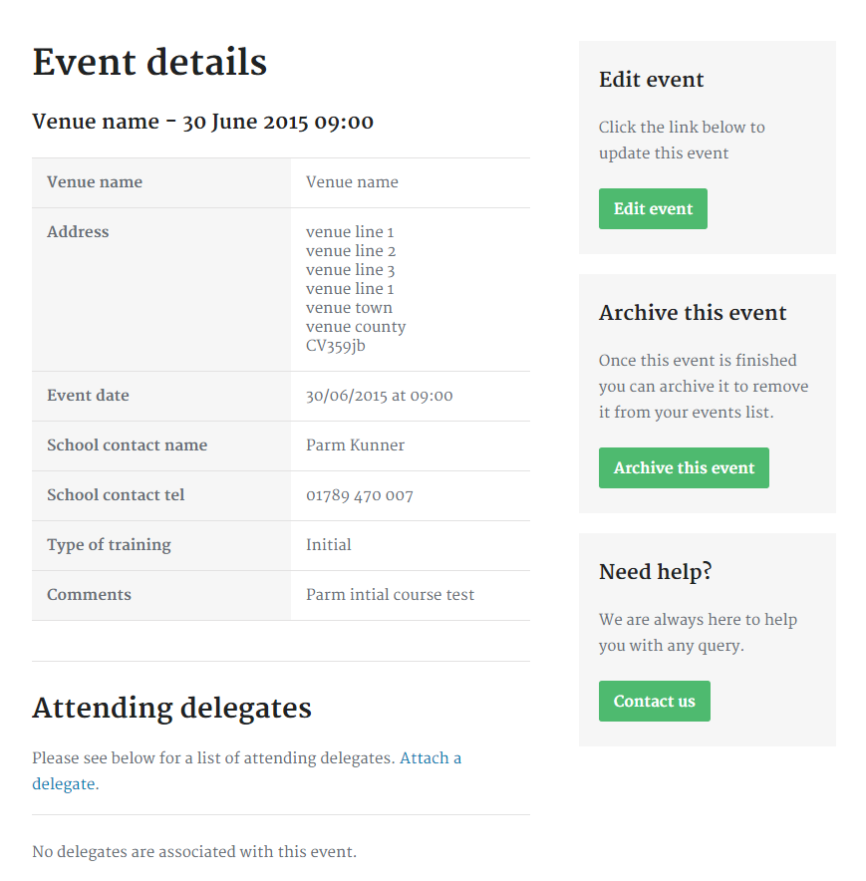 Event details
Venue name - 30 June 2015 09:00
Venue name Venue name
Address venue line 1
venue line 2
venue line 3
venue line 1
venue town
venue county
CV359jb
Event date 30/06/2015 at 09:00
School contact name Parm Kunner
School contact tel 01789 470 007
Type of training Initial
Comments Parm intial course test
Attending delegates
Please see below for a list of attending delegates. Attach a
delegate.
No delegates are associated with this event.
Edit event
Click the link below to
update this event
Edit event
Archive this event
Once this event is finished
you can archive it to remove
it from your events list.
Archive this event
Need help?
We are always here to help
you with any query.
Contact us